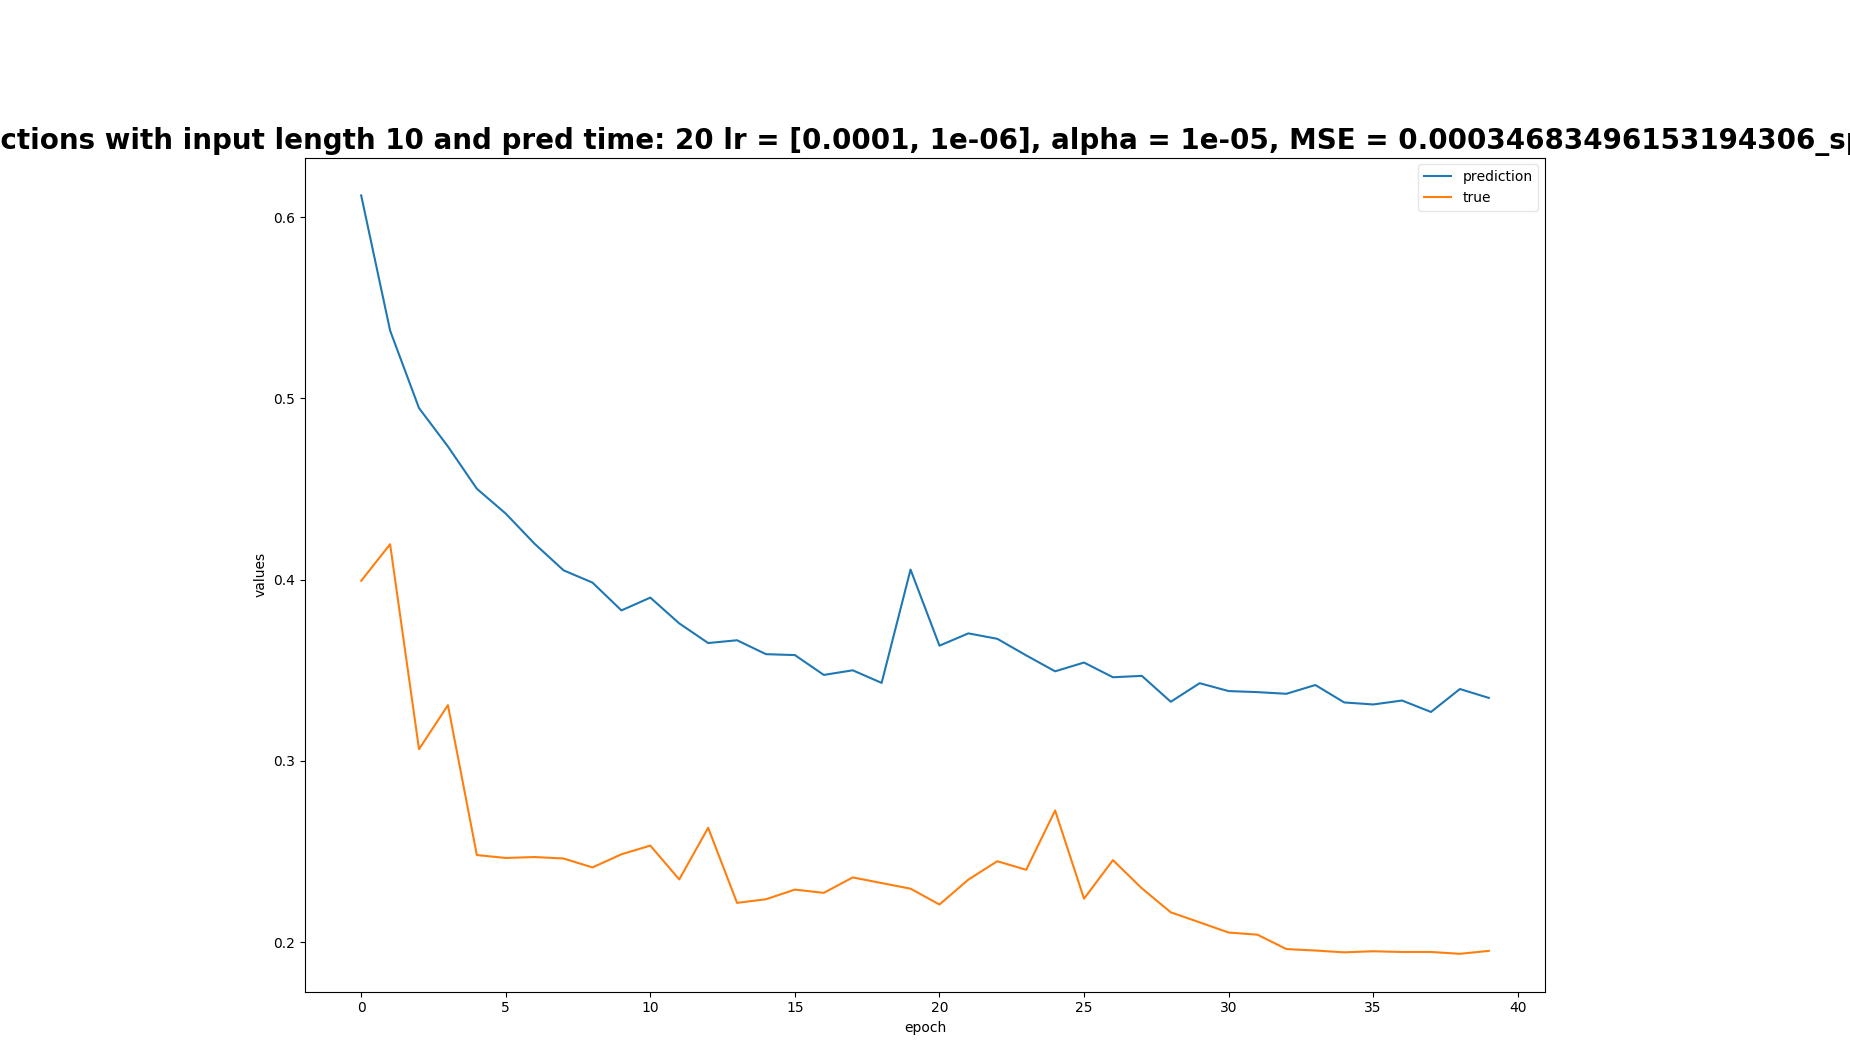 ctions with input length 10 and pred time: 20 lr = [0.0001, 1e-06], alpha = 1e-05, MSE = 0.00034683496153194306_sp
prediction
true
0.6
0.5
0.4
0.3
0.2
values
0 5 10 15 20 25 30 35 40
epoch